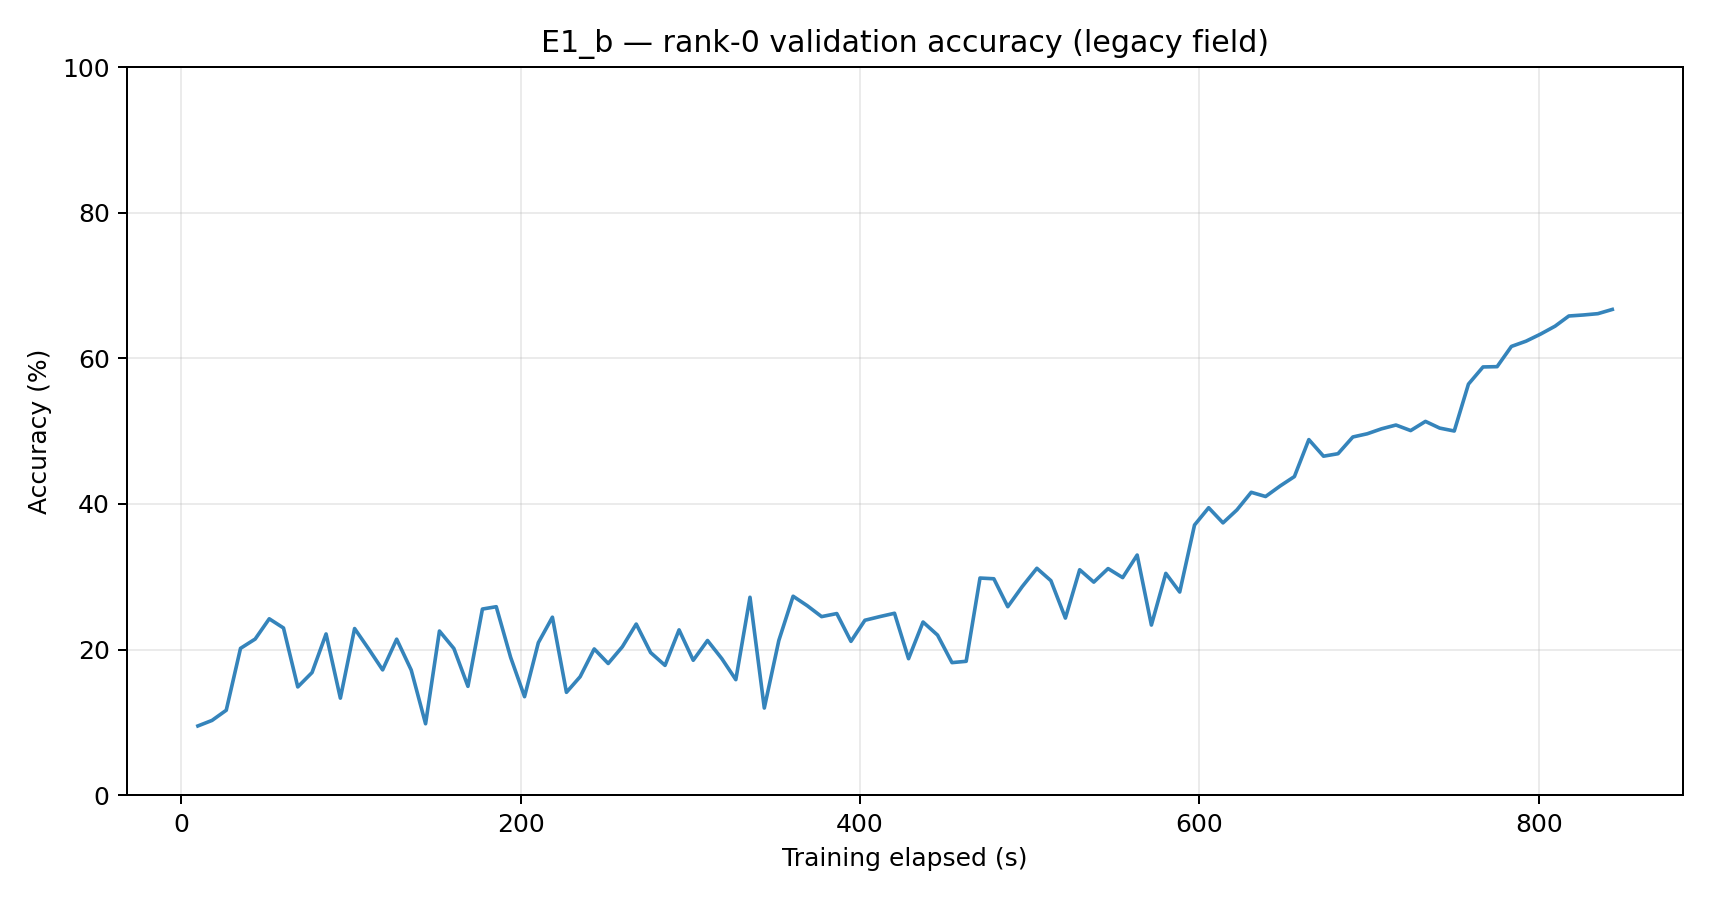 E1_b — rank-0 validation accuracy (legacy field)
100
80
60
40
20
0
Accuracy (%)
0 200 400 600 800
Training elapsed (s)